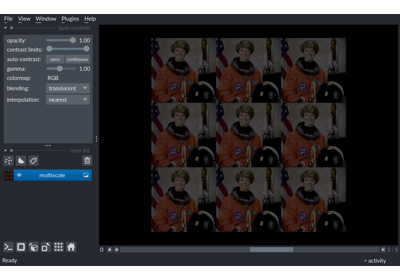 File View Window Plugins Help
layer controls
opacity: 1.00
contrast limits:
auto-contrast: once continuous
gamma: 1.00
colormap: RGB
blending: translucent
interpolation: nearest
layer list
multiscale
0
Ready
activity